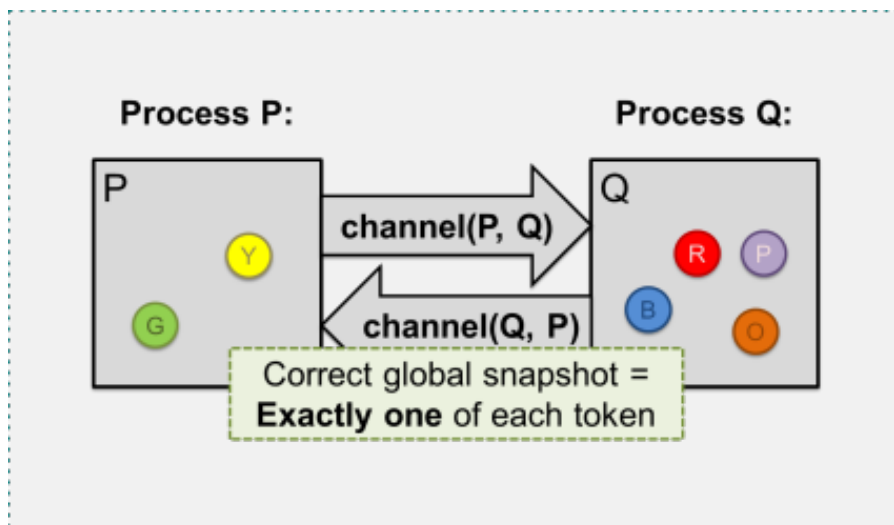 Process P:
Process Q:
P
Q
channel(P, Q)
Y
R
P
B
G
O
channel(Q, P)
Correct global snapshot =
Exactly one of each token